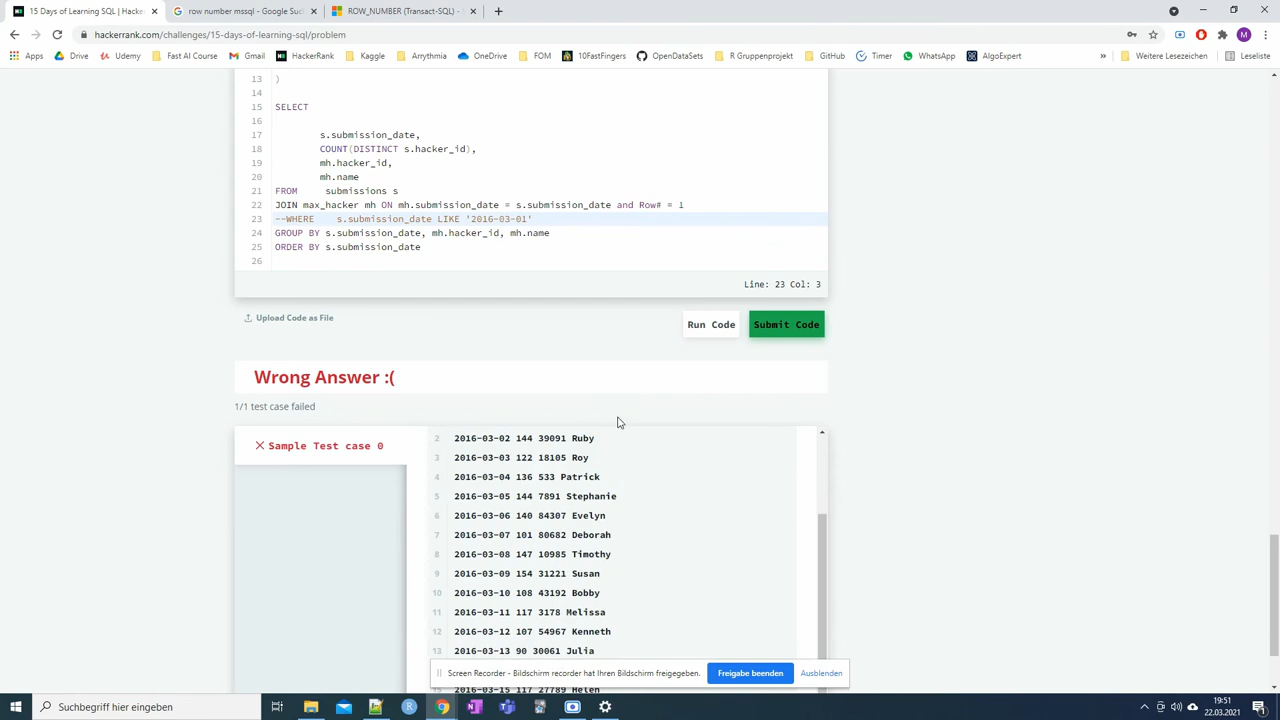 15 Days of Learning SQL | Hacker
row number mssql - Google Suc
ROW_NUMBER (Transact-SQL) - S
hackerrank.com/challenges/15-days-of-learning-sql/problem
Apps Drive Udemy Fast AI Course Gmail HackerRank Kaggle Arrythmia OneDrive FOM 10FastFingers OpenDataSets R Gruppenprojekt GitHub Timer WhatsApp AlgoExpert » Weitere Lesezeichen Leseliste
13 )
14
15 SELECT
16
17 s.submission_date,
18 COUNT(DISTINCT s.hacker_id),
19 mh.hacker_id,
20 mh.name
21 FROM submissions s
22 JOIN max_hacker mh ON mh.submission_date = s.submission_date and Row# = 1
23 --WHERE s.submission_date LIKE '2016-03-01'
24 GROUP BY s.submission_date, mh.hacker_id, mh.name
25 ORDER BY s.submission_date
26
Line: 23 Col: 3
Upload Code as File
Run Code
Submit Code
Wrong Answer :(
1/1 test case failed
Sample Test case 0
2 2016-03-02 144 39091 Ruby
3 2016-03-03 122 18105 Roy
4 2016-03-04 136 533 Patrick
5 2016-03-05 144 7891 Stephanie
6 2016-03-06 140 84307 Evelyn
7 2016-03-07 101 80682 Deborah
8 2016-03-08 147 10985 Timothy
9 2016-03-09 154 31221 Susan
10 2016-03-10 108 43192 Bobby
11 2016-03-11 117 3178 Melissa
12 2016-03-12 107 54967 Kenneth
13 2016-03-13 90 30061 Julia
Screen Recorder - Bildschirm recorder hat Ihren Bildschirm freigegeben.
Freigabe beenden
Ausblenden
15 2016-03-15 117 27789 Helen
Suchbegriff hier eingeben
19:51
22.03.2021